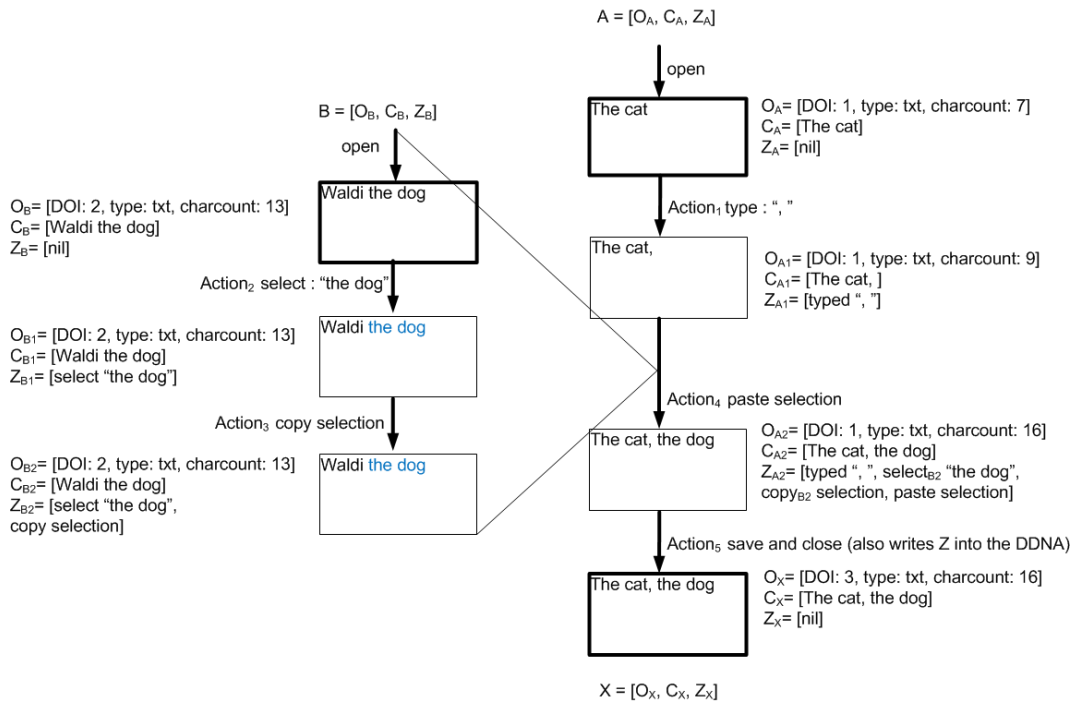 A = [OA, CA, ZA]
open
The cat
OA= [DOI: 1, type: txt, charcount: 7]
CA= [The cat]
ZA= [nil]
Action1 type : “, ”
The cat,
OA1= [DOI: 1, type: txt, charcount: 9]
CA1= [The cat, ]
ZA1= [typed “, ”]
B = [OB, CB, ZB]
open
Waldi the dog
OB= [DOI: 2, type: txt, charcount: 13]
CB= [Waldi the dog]
ZB= [nil]
Action2 select : “the dog”
Waldi the dog
OB1= [DOI: 2, type: txt, charcount: 13]
CB1= [Waldi the dog]
ZB1= [select “the dog”]
Action3 copy selection
Waldi the dog
OB2= [DOI: 2, type: txt, charcount: 13]
CB2= [Waldi the dog]
ZB2= [select “the dog”,
copy selection]
Action4 paste selection
The cat, the dog
OA2= [DOI: 1, type: txt, charcount: 16]
CA2= [The cat, the dog]
ZA2= [typed “, ”, selectB2 “the dog”,
copyB2 selection, paste selection]
Action5 save and close (also writes Z into the DDNA)
The cat, the dog
OX= [DOI: 3, type: txt, charcount: 16]
CX= [The cat, the dog]
ZX= [nil]
X = [OX, CX, ZX]